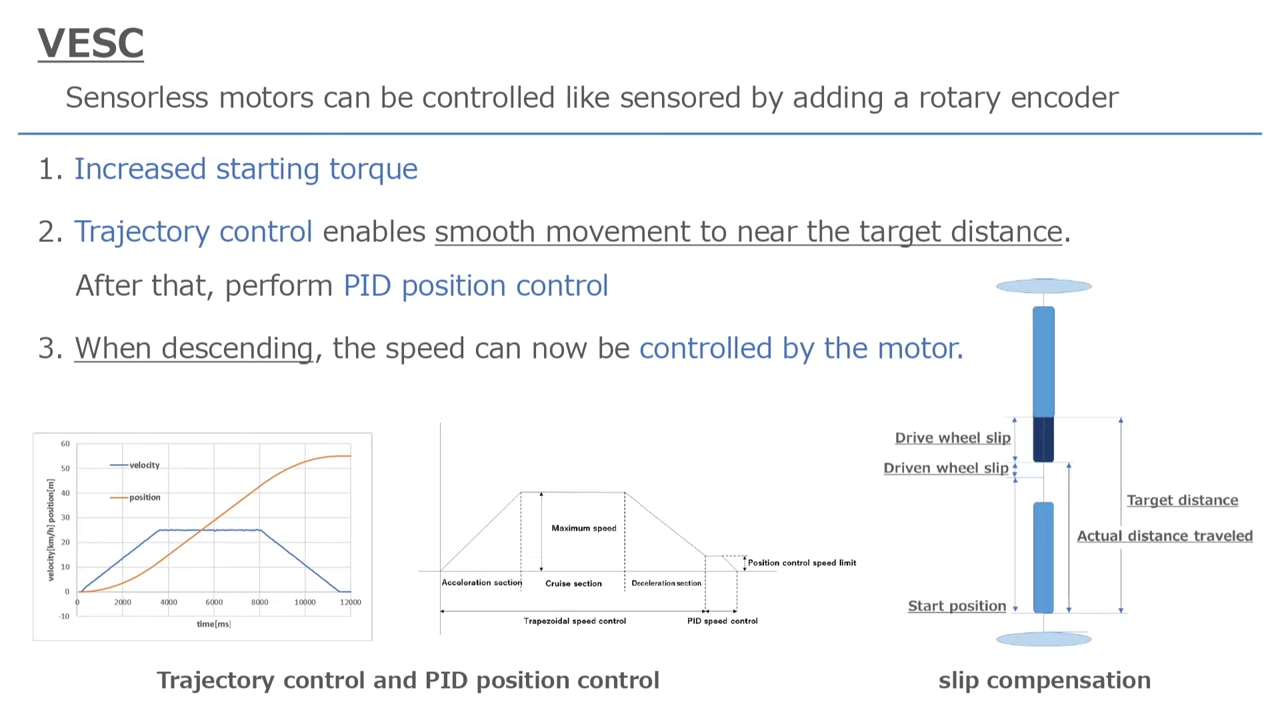 VESC
Sensorless motors can be controlled like sensored by adding a rotary encoder
1. Increased starting torque
2. Trajectory control enables smooth movement to near the target distance.
After that, perform PID position control
3. When descending, the speed can now be controlled by the motor.
60
50
40
30
20
10
0
-10
velocity[km/h] position[m]
velocity
position
0 2000 4000 6000 8000 10000 12000
time[ms]
Maximum speed
Position control speed limit
Accleration section
Cruise section
Deceleration section
Trapezoidal speed control
PID speed control
Trajectory control and PID position control
Drive wheel slip
Driven wheel slip
Target distance
Actual distance traveled
Start position
slip compensation